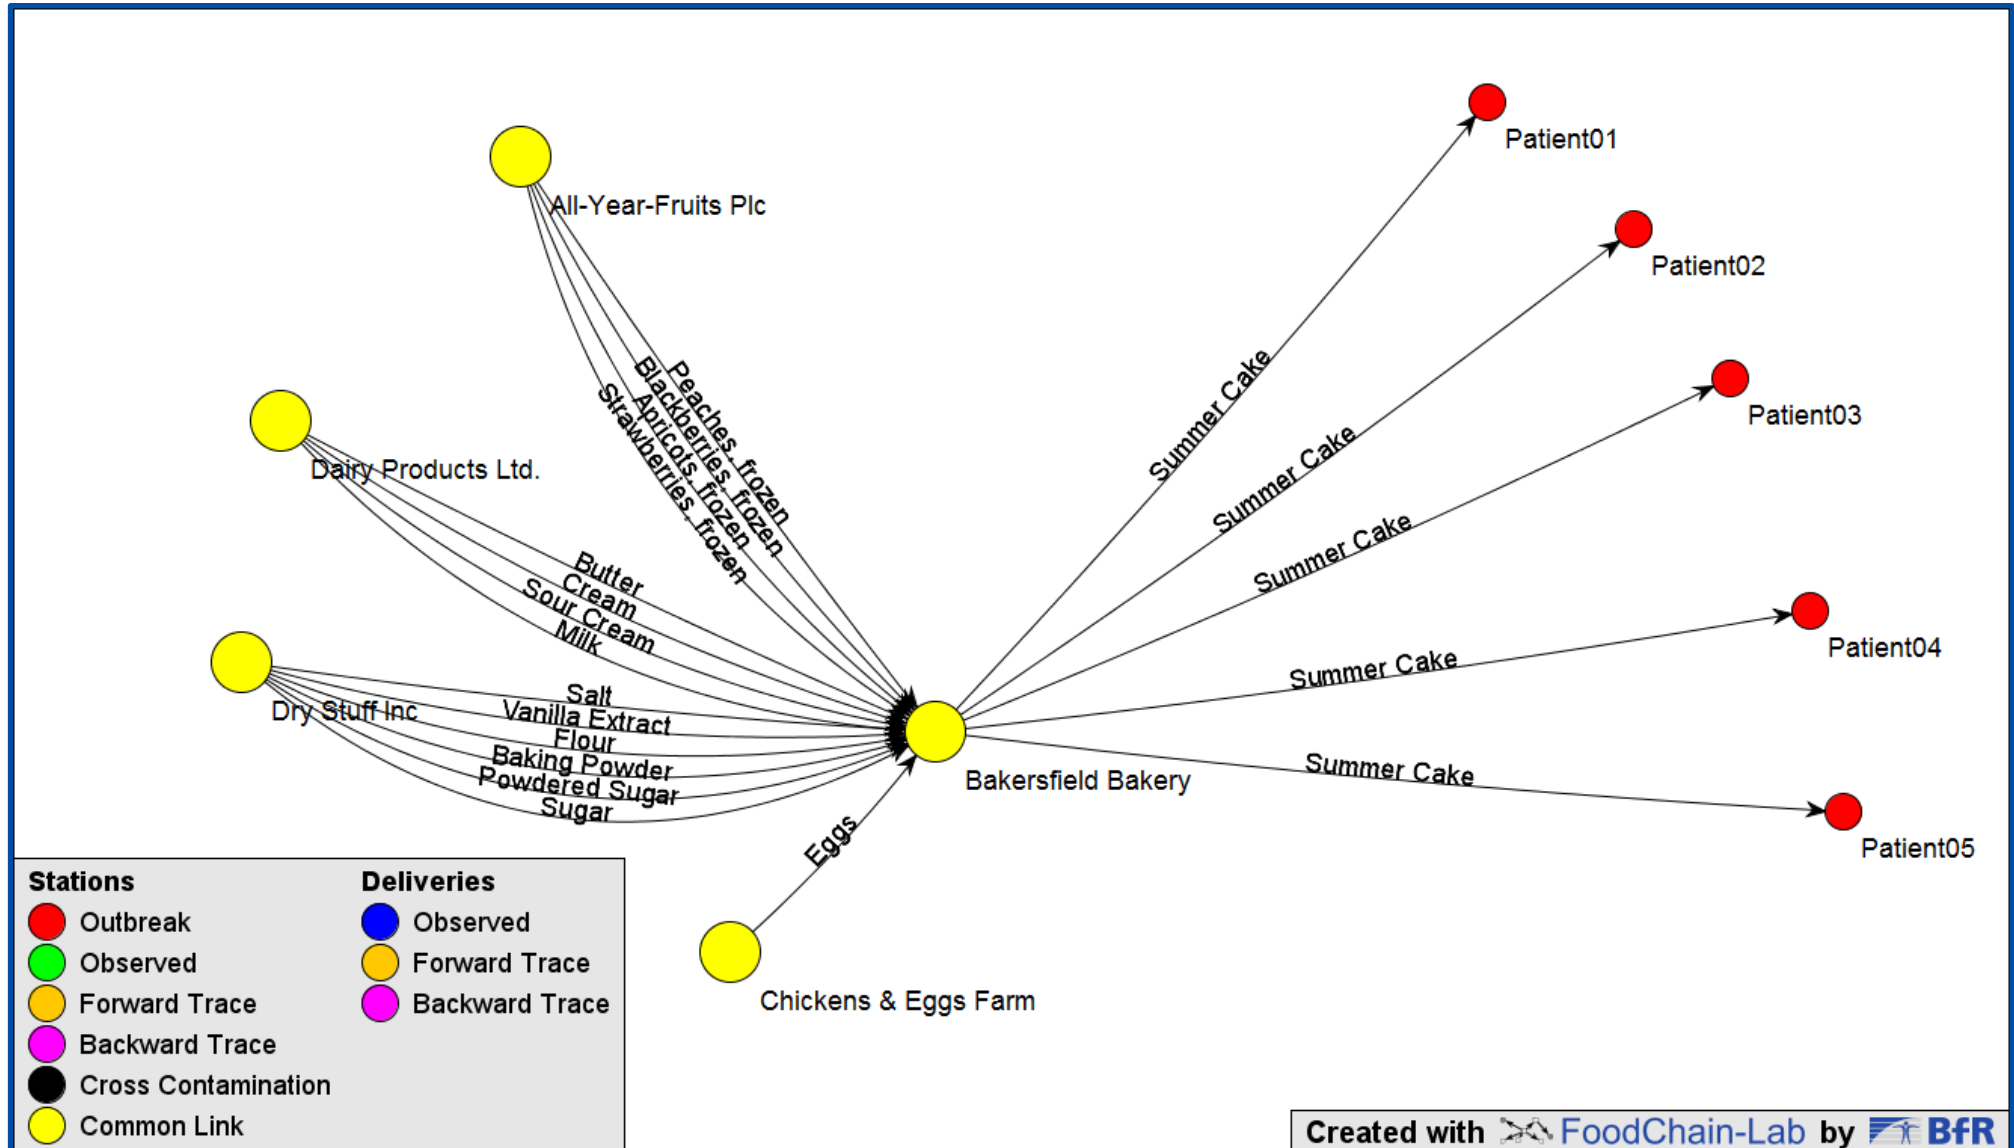 Patient01
All-Year-Fruits Plc
Patient02
Peaches, frozen
Blackberries, frozen
Apricots, frozen
Strawberries, frozen
Summer Cake
Patient03
Summer Cake
Dairy Products Ltd.
Summer Cake
Butter
Cream
Sour Cream
Milk
Patient04
Summer Cake
Dry Stuff Inc
Salt
Vanilla Extract
Flour
Baking Powder
Powdered Sugar
Sugar
Bakersfield Bakery
Summer Cake
Eggs
Patient05
Chickens & Eggs Farm
Stations
Outbreak
Observed
Forward Trace
Backward Trace
Cross Contamination
Common Link
Deliveries
Observed
Forward Trace
Backward Trace
Created with FoodChain-Lab by BfR